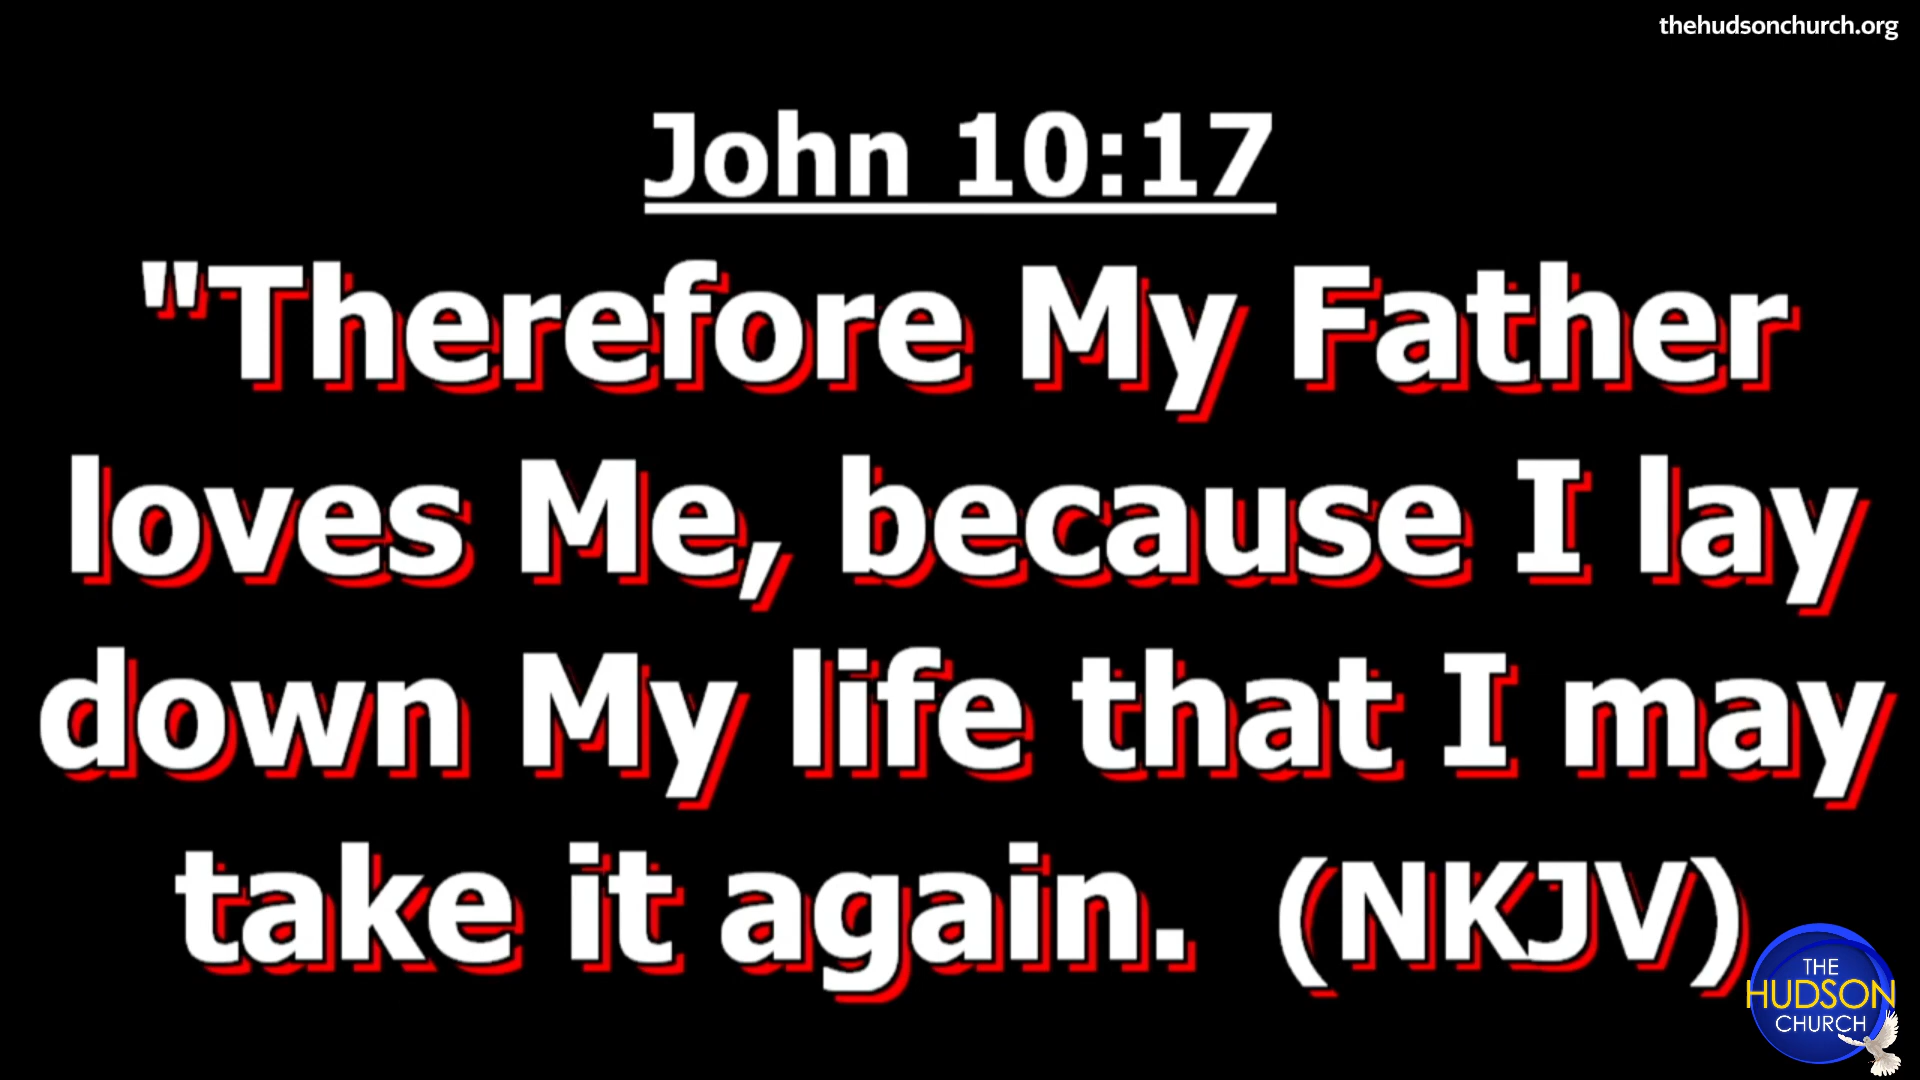 thehudsonchurch.org
John 10:17
"Therefore My Father
loves Me, because I lay
down My life that I may
take it again.  (NKJV)
THE
HUDSON
CHURCH